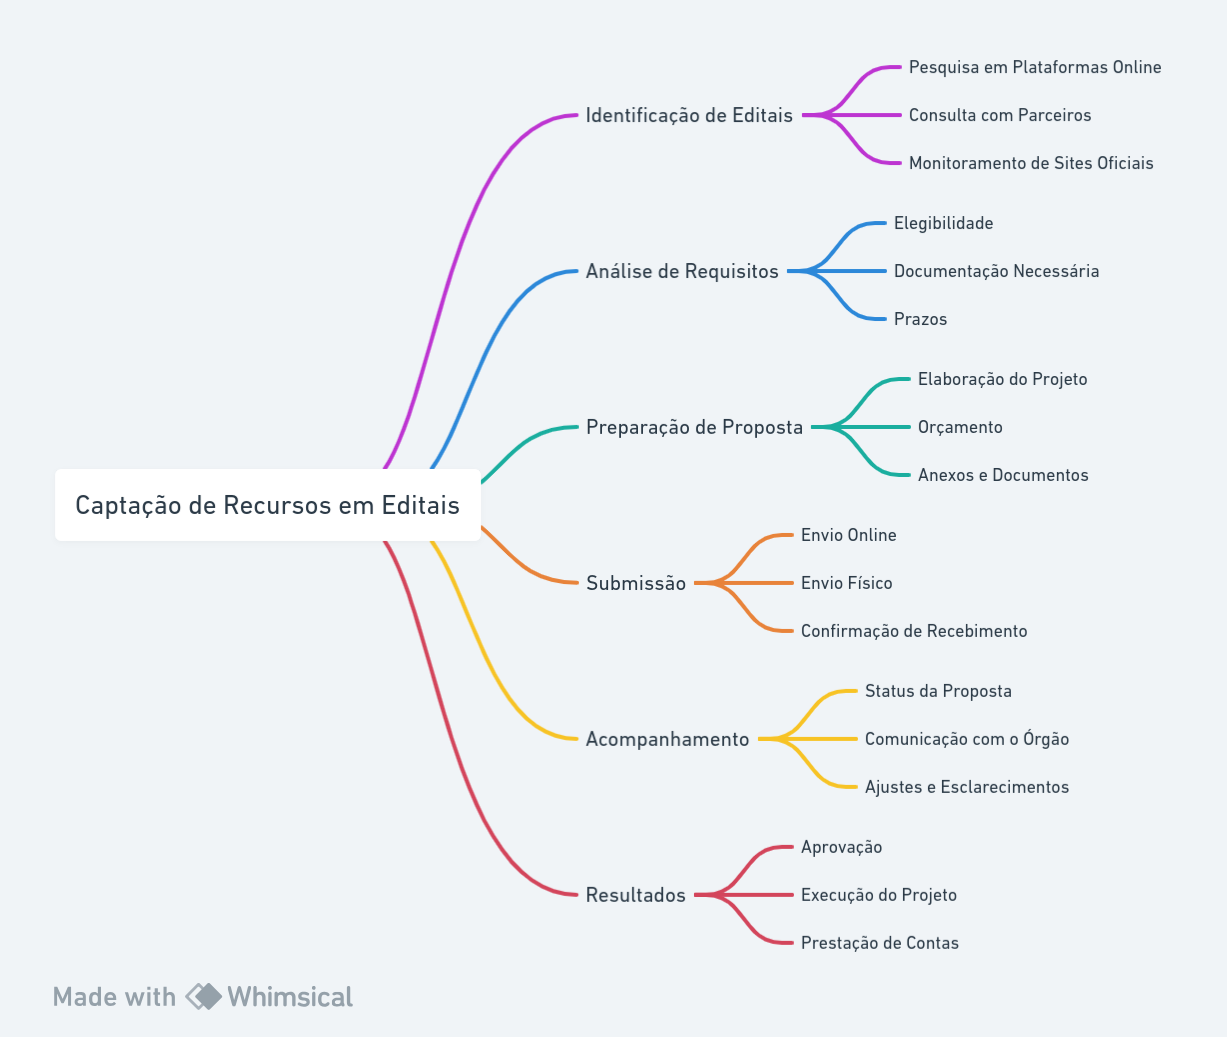 Captação de Recursos em Editais
Identificação de Editais
Pesquisa em Plataformas Online
Consulta com Parceiros
Monitoramento de Sites Oficiais
Análise de Requisitos
Elegibilidade
Documentação Necessária
Prazos
Preparação de Proposta
Elaboração do Projeto
Orçamento
Anexos e Documentos
Submissão
Envio Online
Envio Físico
Confirmação de Recebimento
Acompanhamento
Status da Proposta
Comunicação com o Órgão
Ajustes e Esclarecimentos
Resultados
Aprovação
Execução do Projeto
Prestação de Contas
Made with Whimsical